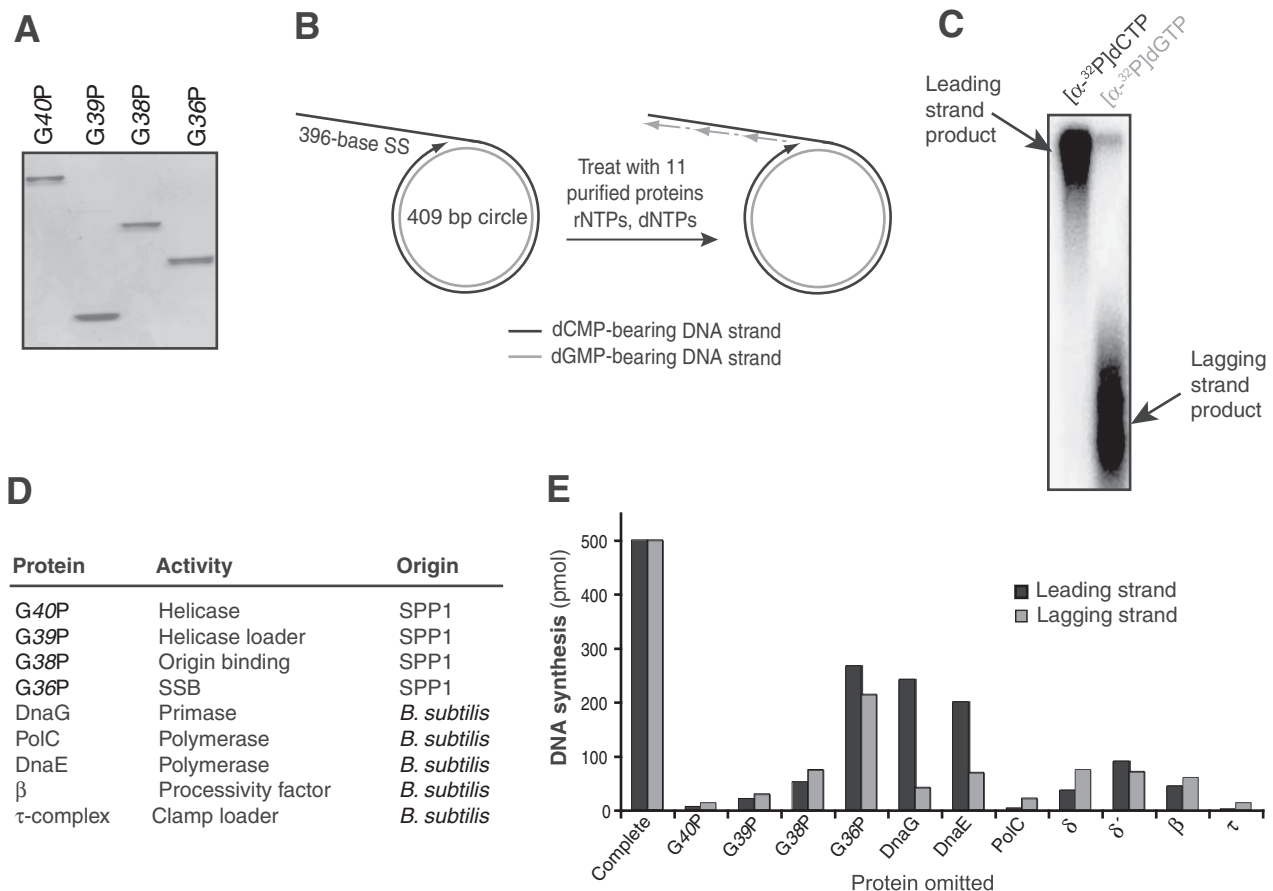 A
G40P
G39P
G38P
G36P
B
396-base SS
409 bp circle
Treat with 11
purified proteins
rNTPs, dNTPs
dCMP-bearing DNA strand
dGMP-bearing DNA strand
C
[α-³²P]dCTP
[α-³²P]dGTP
Leading
strand
product
Lagging
strand
product
D
Protein Activity Origin
G40P Helicase SPP1
G39P Helicase loader SPP1
G38P Origin binding SPP1
G36P SSB SPP1
DnaG Primase B. subtilis
PolC Polymerase B. subtilis
DnaE Polymerase B. subtilis
β Processivity factor B. subtilis
τ-complex Clamp loader B. subtilis
E
DNA synthesis (pmol)
500
400
300
200
100
0
Leading strand
Lagging strand
Complete
G40P
G39P
G38P
G36P
DnaG
DnaE
PolC
δ
δ'
β
τ
Protein omitted